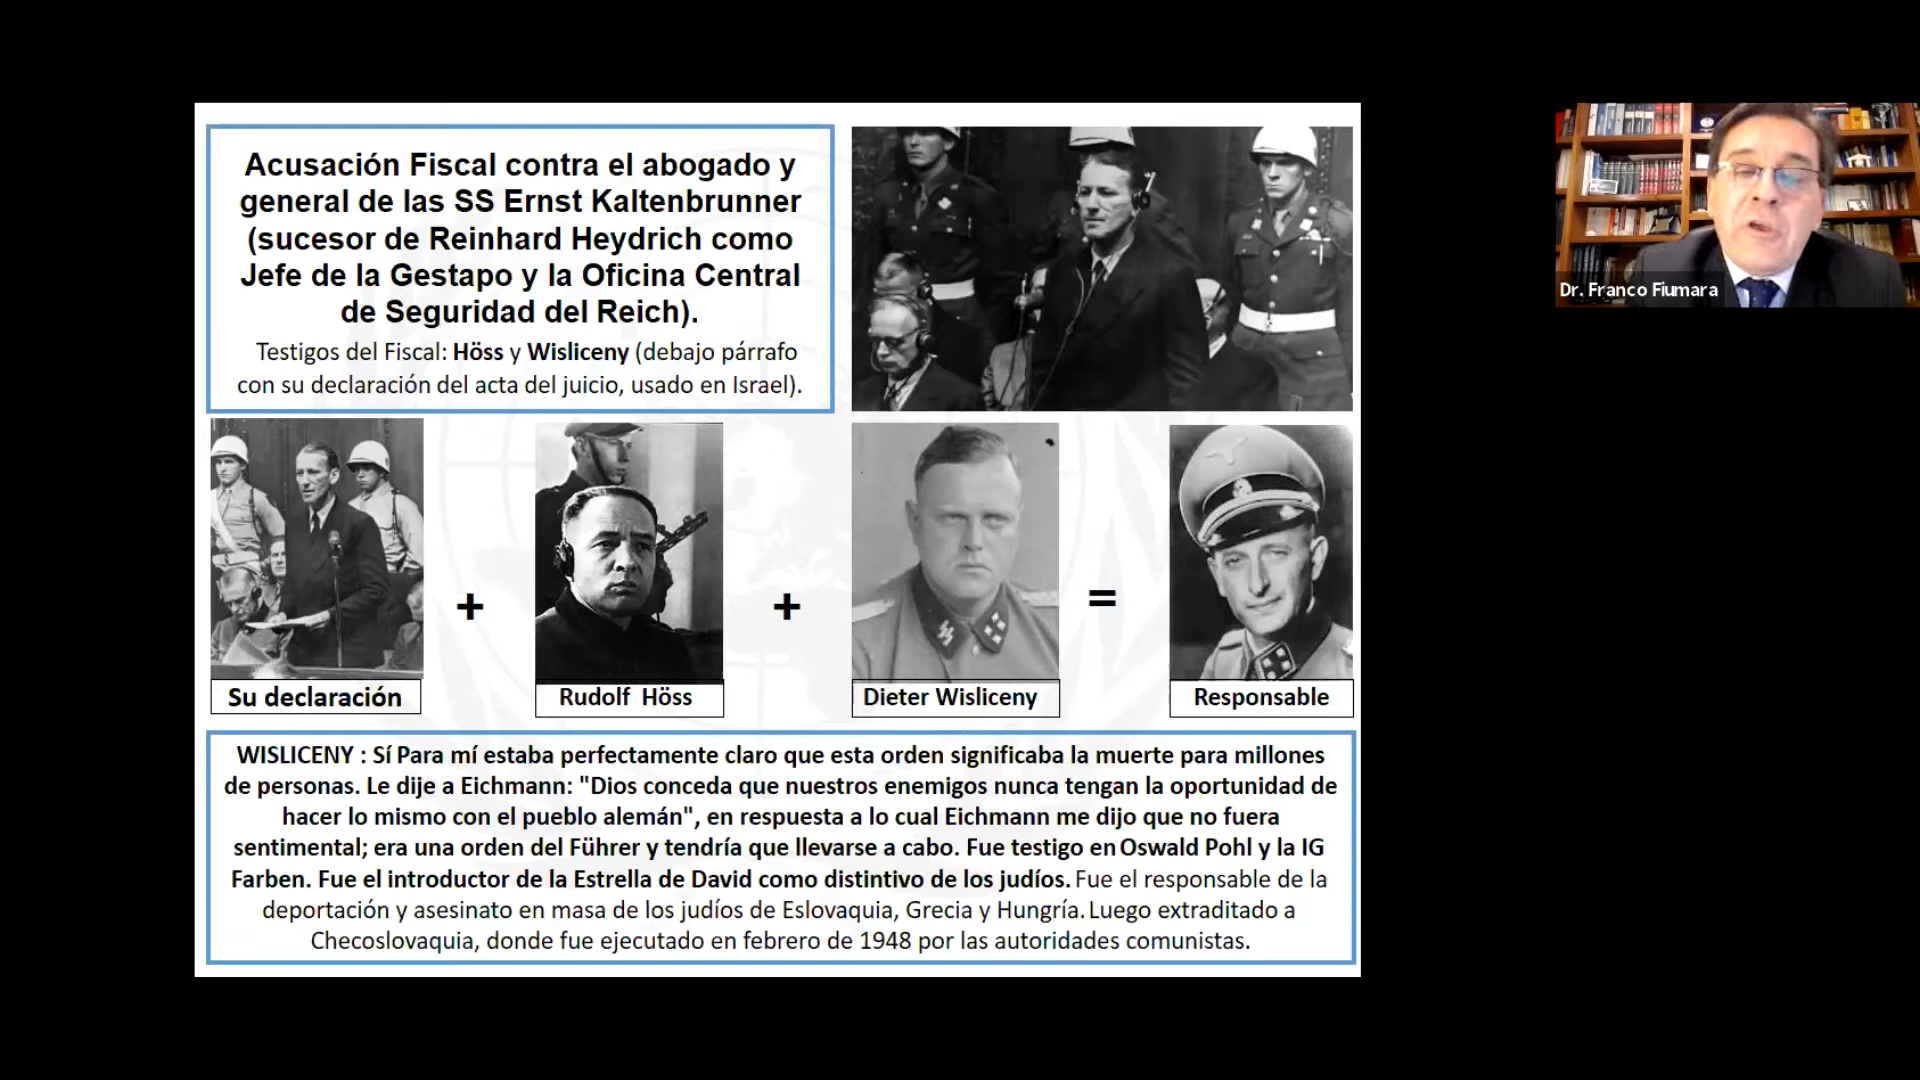 Acusación Fiscal contra el abogado y
general de las SS Ernst Kaltenbrunner
(sucesor de Reinhard Heydrich como
Jefe de la Gestapo y la Oficina Central
de Seguridad del Reich).
Testigos del Fiscal: Höss y Wisliceny (debajo párrafo
con su declaración del acta del juicio, usado en Israel).
Dr. Franco Fiumara
+
+
=
Su declaración
Rudolf Höss
Dieter Wisliceny
Responsable
WISLICENY : Sí Para mí estaba perfectamente claro que esta orden significaba la muerte para millones
de personas. Le dije a Eichmann: "Dios conceda que nuestros enemigos nunca tengan la oportunidad de
hacer lo mismo con el pueblo alemán", en respuesta a lo cual Eichmann me dijo que no fuera
sentimental; era una orden del Führer y tendría que llevarse a cabo. Fue testigo en Oswald Pohl y la IG
Farben. Fue el introductor de la Estrella de David como distintivo de los judíos. Fue el responsable de la
deportación y asesinato en masa de los judíos de Eslovaquia, Grecia y Hungría. Luego extraditado a
Checoslovaquia, donde fue ejecutado en febrero de 1948 por las autoridades comunistas.